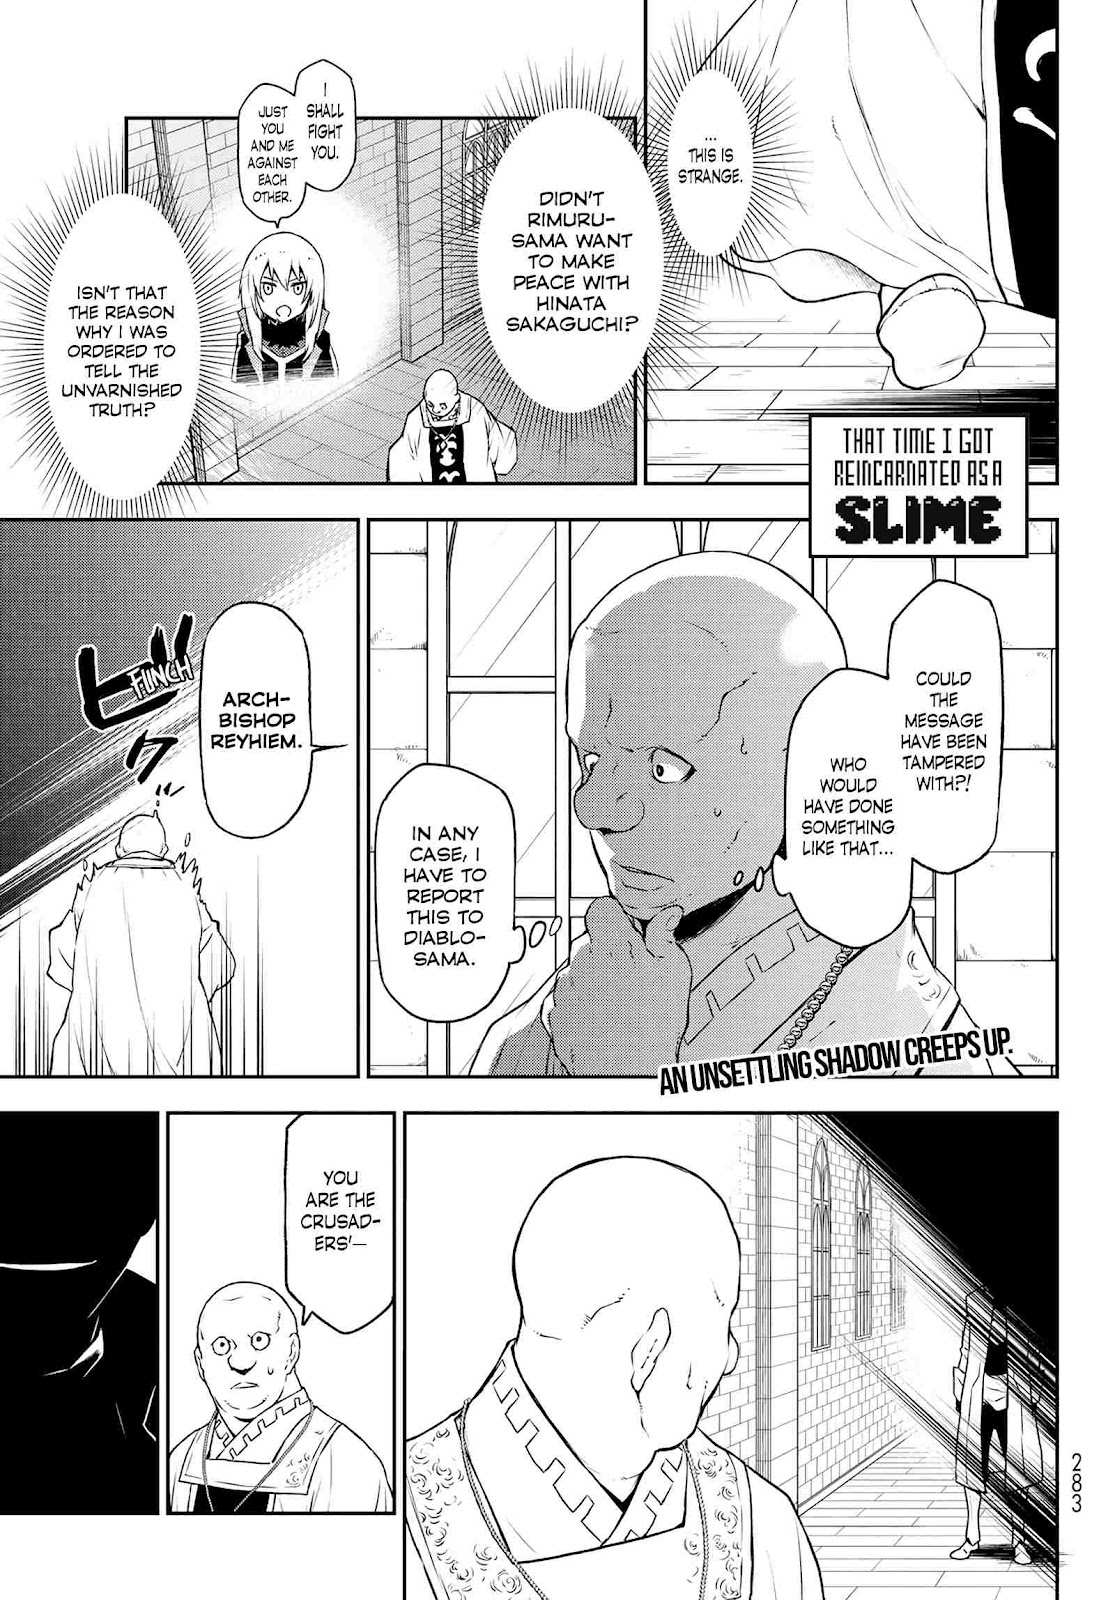 ...
THIS IS
STRANGE.
DIDN'T
RIMURU-
SAMA WANT
TO MAKE
PEACE WITH
HINATA
SAKAGUCHI?
I
SHALL
FIGHT
YOU.
JUST
YOU
AND ME
AGAINST
EACH
OTHER.
ISN'T THAT
THE REASON
WHY I WAS
ORDERED TO
TELL THE
UNVARNISHED
TRUTH?
THAT TIME I GOT
REINCARNATED AS A
SLIME
COULD
THE
MESSAGE
HAVE BEEN
TAMPERED
WITH?!
WHO
WOULD
HAVE DONE
SOMETHING
LIKE THAT...
IN ANY
CASE, I
HAVE TO
REPORT
THIS TO
DIABLO-
SAMA.
AN UNSETTLING SHADOW CREEPS UP.
ARCH-
BISHOP
REYHIEM.
ビク
FLINCH
YOU
ARE THE
CRUSAD-
ERS'—
283